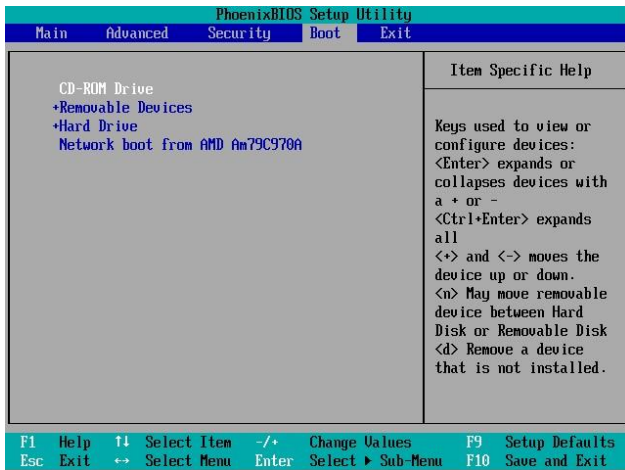 PhoenixBIOS Setup Utility
Main Advanced Security Boot Exit
CD-ROM Drive
+Removable Devices
+Hard Drive
Network boot from AMD Am79C970A
Item Specific Help
Keys used to view or
configure devices:
<Enter> expands or
collapses devices with
a + or -
<Ctrl+Enter> expands
all
<+> and <-> moves the
device up or down.
<n> May move removable
device between Hard
Disk or Removable Disk
<d> Remove a device
that is not installed.
F1 Help ↑↓ Select Item -/+ Change Values F9 Setup Defaults
Esc Exit ↔ Select Menu Enter Select ▶ Sub-Menu F10 Save and Exit